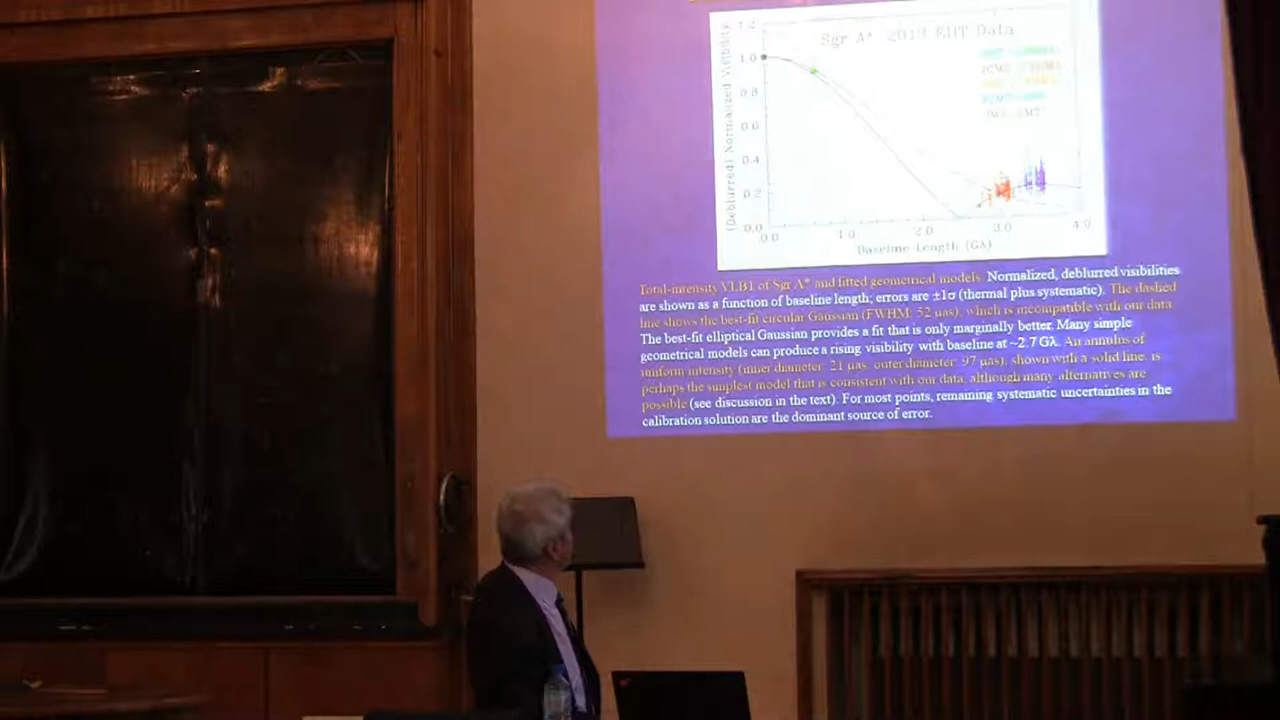 Sgr A* 2013 EHT Data
(Deblurred) Normalized Visibility
1.2
1.0
0.8
0.6
0.4
0.2
0.0
0.0 1.0 2.0 3.0 4.0
Baseline Length (Gλ)
Total-intensity VLBI of Sgr A* and fitted geometrical models. Normalized, deblurred visibilities
are shown as a function of baseline length; errors are ±1σ (thermal plus systematic). The dashed
line shows the best-fit circular Gaussian (FWHM: 52 μas), which is incompatible with our data.
The best-fit elliptical Gaussian provides a fit that is only marginally better. Many simple
geometrical models can produce a rising visibility with baseline at ~2.7 Gλ. An annulus of
uniform intensity (inner diameter: 21 μas; outer diameter: 97 μas), shown with a solid line, is
perhaps the simplest model that is consistent with our data, although many alternatives are
possible (see discussion in the text). For most points, remaining systematic uncertainties in the
calibration solution are the dominant source of error.